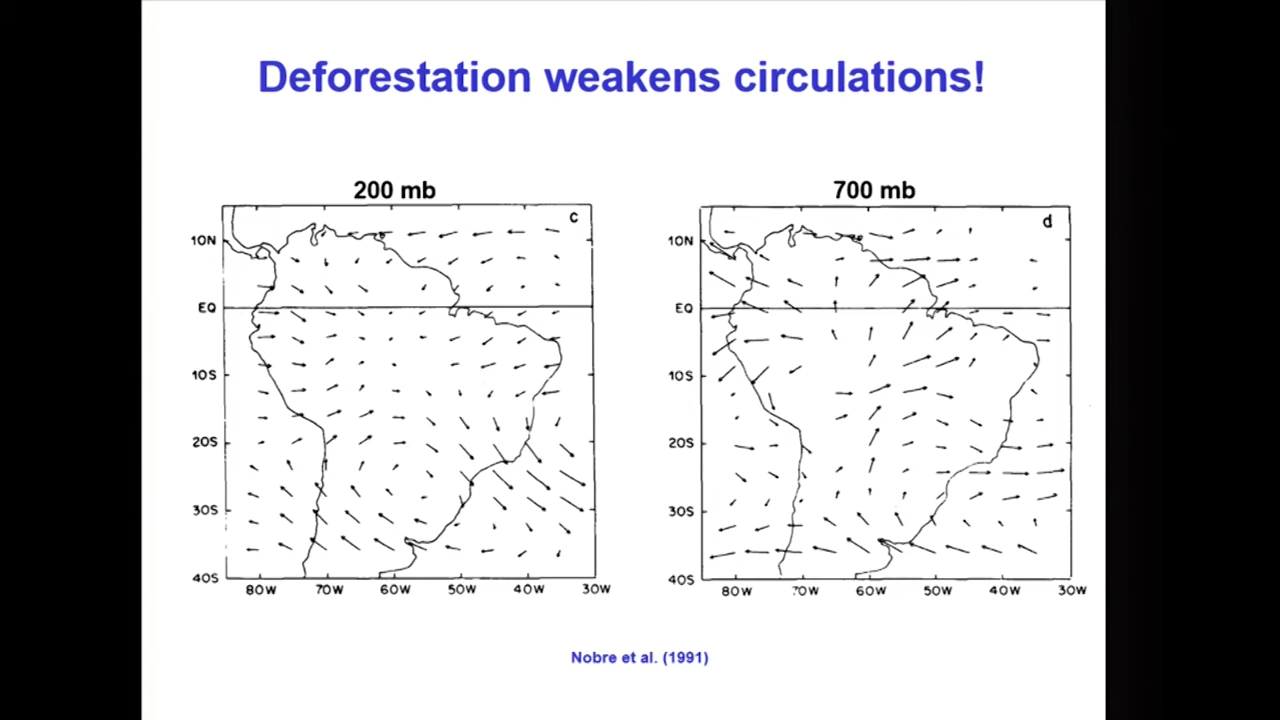 Deforestation weakens circulations!
200 mb
700 mb
c
d
10N
EQ
10S
20S
30S
40S
80W 70W 60W 50W 40W 30W
10N
EQ
10S
20S
30S
40S
80W 70W 60W 50W 40W 30W
Nobre et al. (1991)